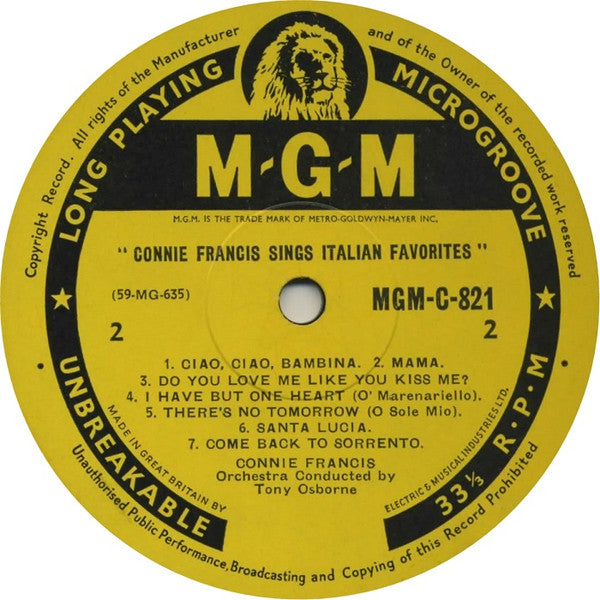 Copyright Record. All rights of the Manufacturer and of the Owner of the recorded work reserved
LONG PLAYING MICROGROOVE
M-G-M
M.G.M. IS THE TRADE MARK OF METRO-GOLDWYN-MAYER INC,
"CONNIE FRANCIS SINGS ITALIAN FAVORITES"
(59-MG-635) MGM-C-821
2 2
1. CIAO, CIAO, BAMBINA. 2. MAMA.
3. DO YOU LOVE ME LIKE YOU KISS ME?
4. I HAVE BUT ONE HEART (O' Marenariello).
5. THERE'S NO TOMORROW (O Sole Mio).
6. SANTA LUCIA.
7. COME BACK TO SORRENTO.
CONNIE FRANCIS
Orchestra Conducted by
Tony Osborne
MADE IN GREAT BRITAIN BY ELECTRIC & MUSICAL INDUSTRIES LTD.
UNBREAKABLE 33⅓ R·P·M
Unauthorised Public Performance, Broadcasting and Copying of this Record Prohibited